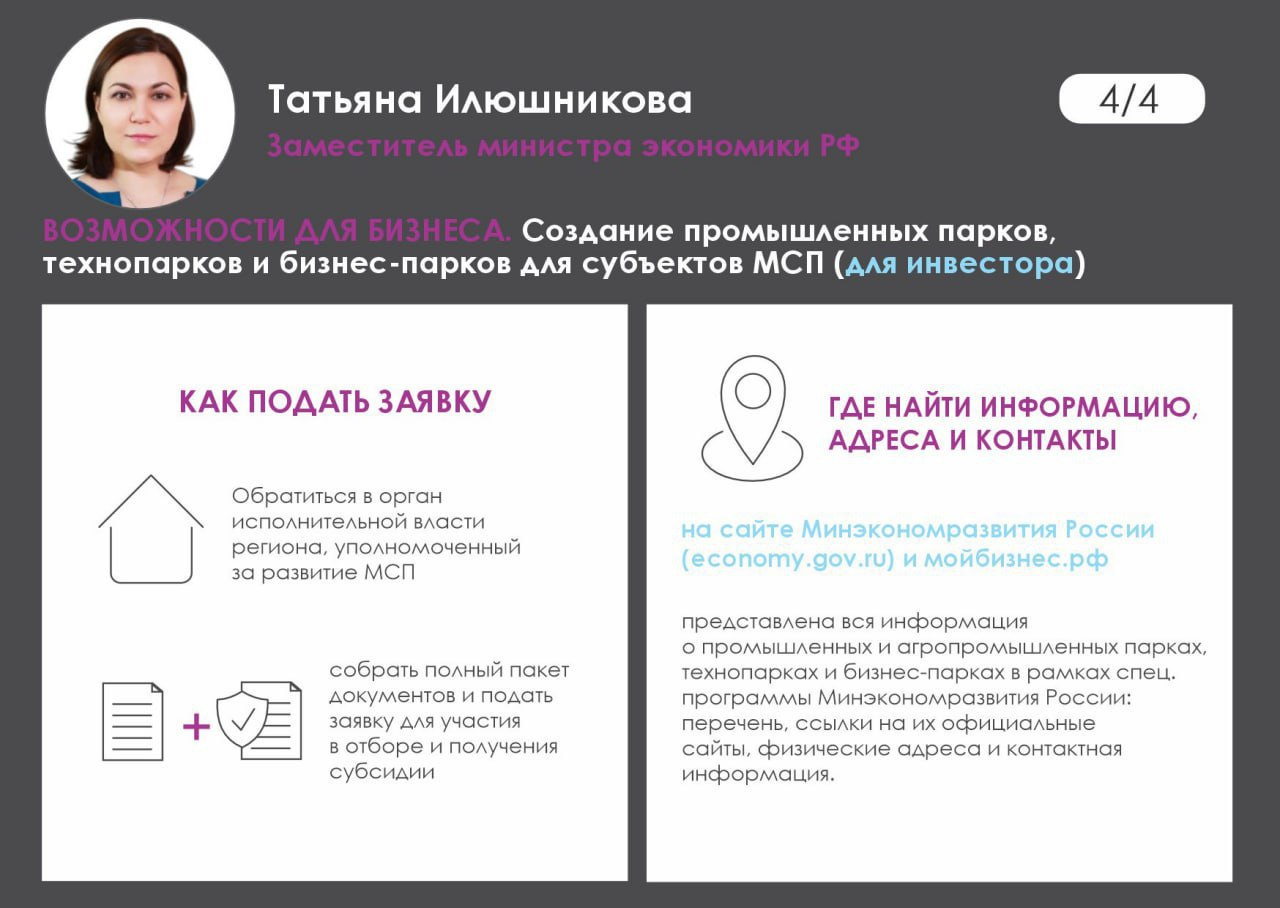 Татьяна Илюшникова
4/4
Заместитель министра экономики РФ
ВОЗМОЖНОСТИ ДЛЯ БИЗНЕСА. Создание промышленных парков,
технопарков и бизнес-парков для субъектов МСП (для инвестора)
КАК ПОДАТЬ ЗАЯВКУ
Обратиться в орган
исполнительной власти
региона, уполномоченный
за развитие МСП
собрать полный пакет
документов и подать
заявку для участия
в отборе и получения
субсидии
ГДЕ НАЙТИ ИНФОРМАЦИЮ,
АДРЕСА И КОНТАКТЫ
на сайте Минэкономразвития России
(economy.gov.ru) и мойбизнес.рф
представлена вся информация
о промышленных и агропромышленных парках,
технопарках и бизнес-парках в рамках спец.
программы Минэкономразвития России:
перечень, ссылки на их официальные
сайты, физические адреса и контактная
информация.